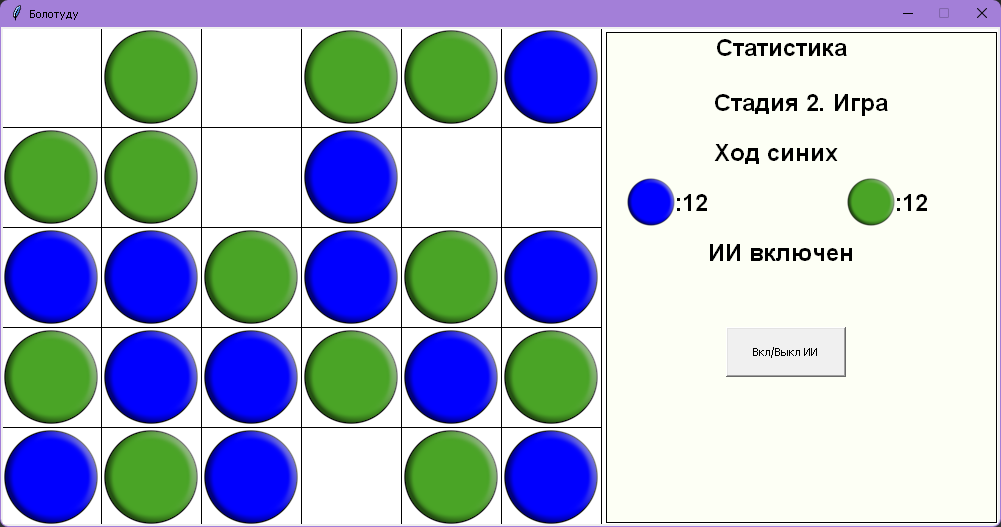 Болотуду
Статистика
Стадия 2. Игра
Ход синих
:12 :12
ИИ включен
Вкл/Выкл ИИ